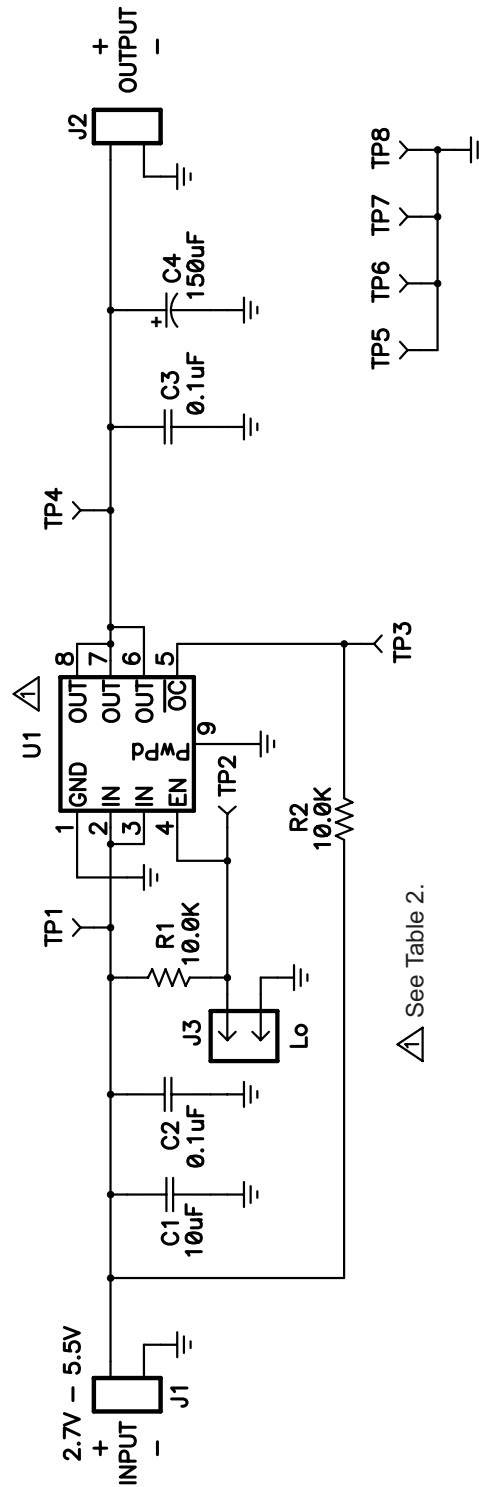 2.7V – 5.5V
+
INPUT
–
J1
C1
10uF
C2
0.1uF
J3
Lo
R1
10.0K
TP1
U1
1
1 GND
2 IN
3 IN
4 EN
OUT 8
OUT 7
OUT 6
OC 5
PwPd
9
TP2
R2
10.0K
TP3
TP4
C3
0.1uF
+
C4
150uF
J2
+
OUTPUT
–
TP5
TP6
TP7
TP8
1 See Table 2.